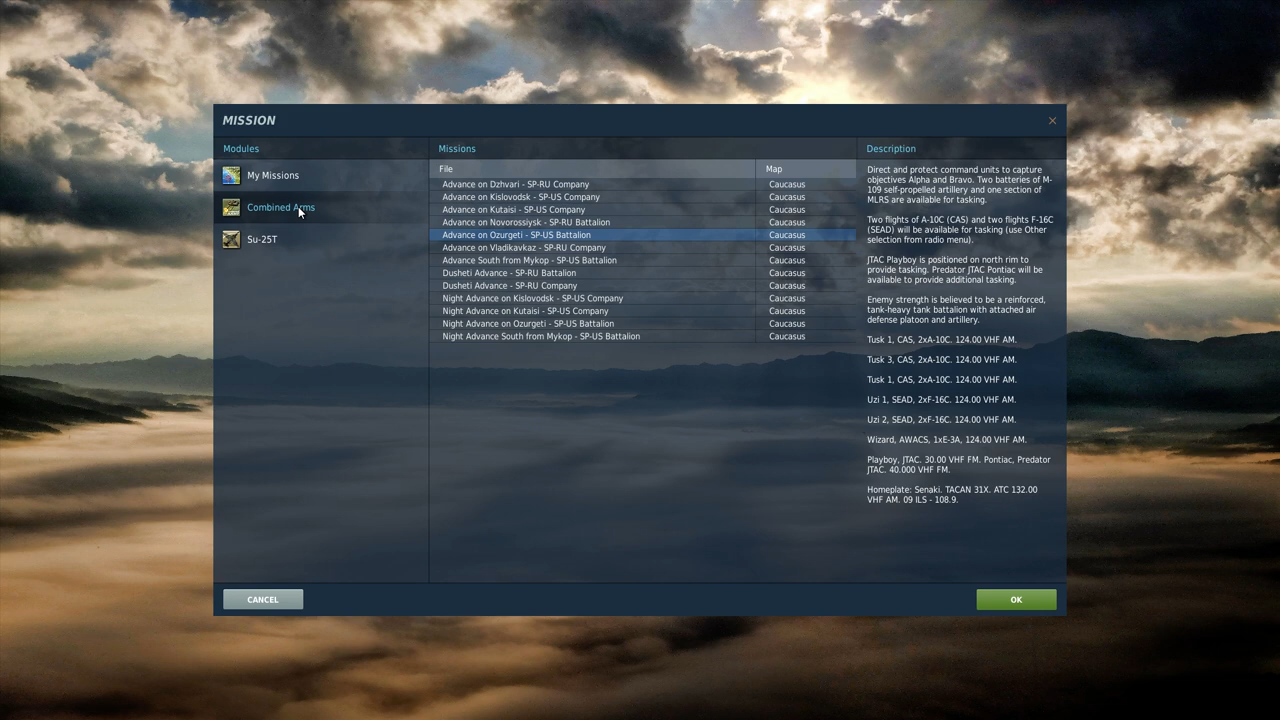 MISSION
Modules
My Missions
Combined Arms
Su-25T
Missions
File Map
Advance on Dzhvari - SP-RU Company Caucasus
Advance on Kislovodsk - SP-US Company Caucasus
Advance on Kutaisi - SP-US Company Caucasus
Advance on Novorossiysk - SP-RU Battalion Caucasus
Advance on Ozurgeti - SP-US Battalion Caucasus
Advance on Vladikavkaz - SP-RU Company Caucasus
Advance South from Mykop - SP-US Battalion Caucasus
Dusheti Advance - SP-RU Battalion Caucasus
Dusheti Advance - SP-RU Company Caucasus
Night Advance on Kislovodsk - SP-US Company Caucasus
Night Advance on Kutaisi - SP-US Company Caucasus
Night Advance on Ozurgeti - SP-US Battalion Caucasus
Night Advance South from Mykop - SP-US Battalion Caucasus
Description
Direct and protect command units to capture
objectives Alpha and Bravo. Two batteries of M-
109 self-propelled artillery and one section of
MLRS are available for tasking.
Two flights of A-10C (CAS) and two flights F-16C
(SEAD) will be available for tasking (use Other
selection from radio menu).
JTAC Playboy is positioned on north rim to
provide tasking. Predator JTAC Pontiac will be
available to provide additional tasking.
Enemy strength is believed to be a reinforced,
tank-heavy tank battalion with attached air
defense platoon and artillery.
Tusk 1, CAS, 2xA-10C. 124.00 VHF AM.
Tusk 3, CAS, 2xA-10C. 124.00 VHF AM.
Tusk 1, CAS, 2xA-10C. 124.00 VHF AM.
Uzi 1, SEAD, 2xF-16C. 124.00 VHF AM.
Uzi 2, SEAD, 2xF-16C. 124.00 VHF AM.
Wizard, AWACS, 1xE-3A, 124.00 VHF AM.
Playboy, JTAC. 30.00 VHF FM. Pontiac, Predator
JTAC. 40.000 VHF FM.
Homeplate: Senaki. TACAN 31X. ATC 132.00
VHF AM. 09 ILS - 108.9.
CANCEL
OK